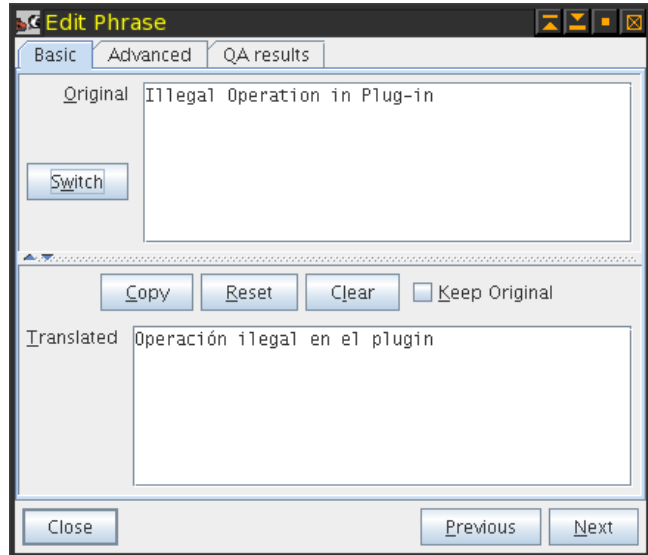 Edit Phrase
Basic Advanced QA results
Original Illegal Operation in Plug-in
Switch
Copy Reset Clear Keep Original
Translated Operación ilegal en el plugin
Close Previous Next